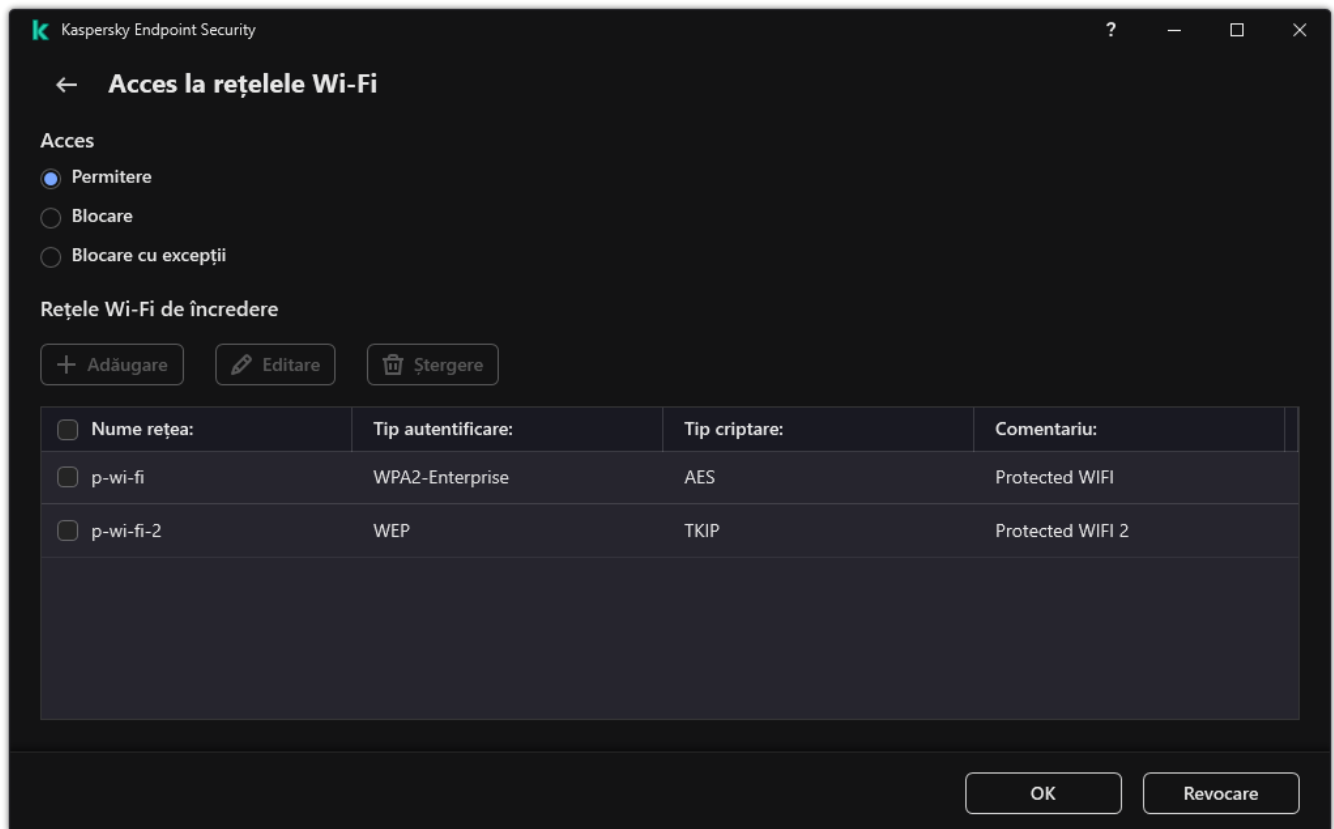 Kaspersky Endpoint Security ?
Acces la rețelele Wi-Fi
Acces
Permitere
Blocare
Blocare cu excepții
Rețele Wi-Fi de încredere
Adăugare Editare Ștergere
Nume rețea: Tip autentificare: Tip criptare: Comentariu:
p-wi-fi WPA2-Enterprise AES Protected WIFI
p-wi-fi-2 WEP TKIP Protected WIFI 2
OK Revocare